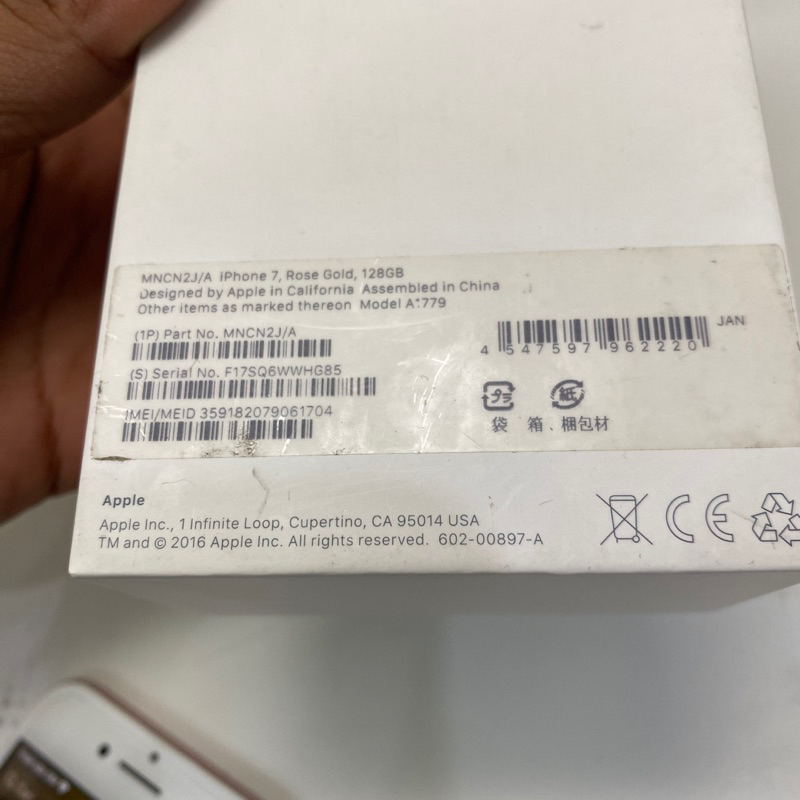 MNCN2J/A iPhone 7, Rose Gold, 128GB
Designed by Apple in California Assembled in China
Other items as marked thereon Model A1779
(1P) Part No. MNCN2J/A
(S) Serial No. F17SQ6WWHG85
IMEI/MEID 359182079061704
JAN
4 547597 962220
プラ 紙
袋 箱、梱包材
Apple
Apple Inc., 1 Infinite Loop, Cupertino, CA 95014 USA
TM and © 2016 Apple Inc. All rights reserved. 602-00897-A
CE